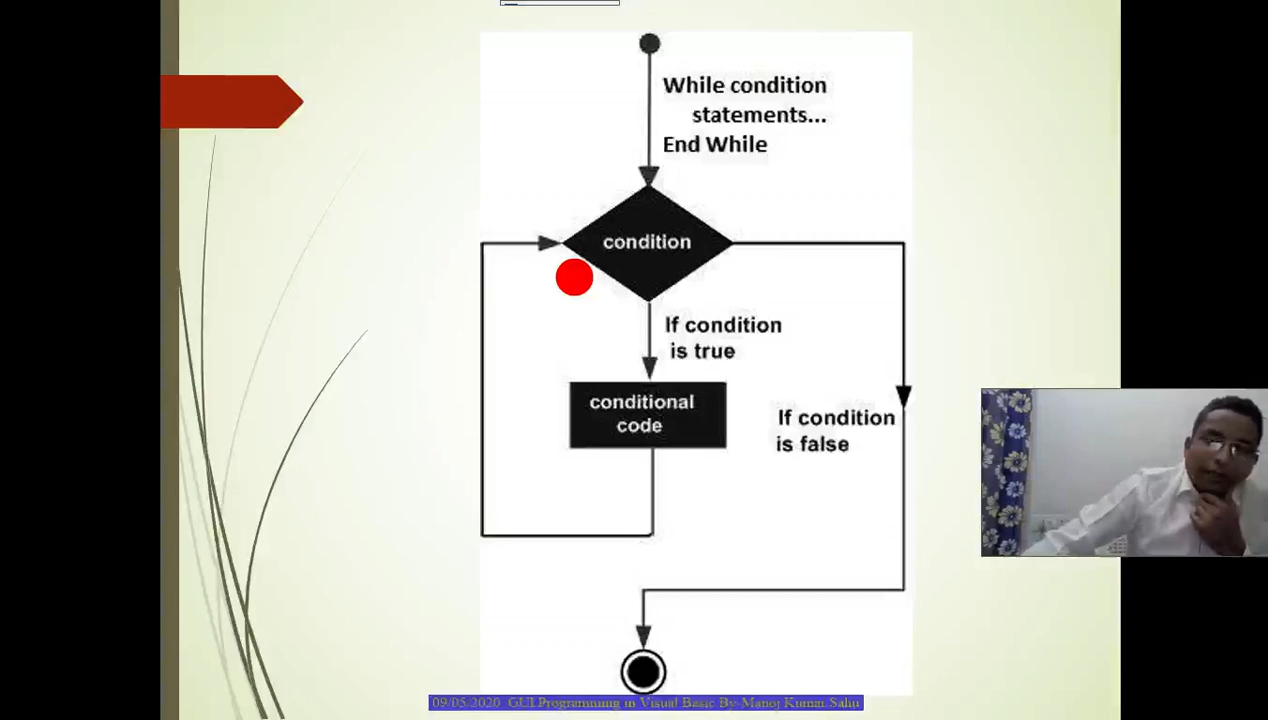 While condition
statements...
End While
condition
If condition
is true
conditional
code
If condition
is false
09/05.2020 GUI Programming in Visual Basic By-Manoj Kumar Sahu